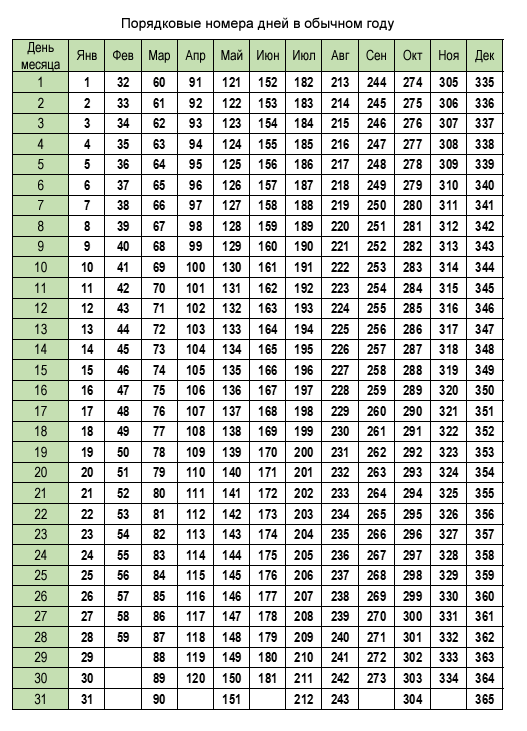 Порядковые номера дней в обычном году
День месяца Янв Фев Мар Апр Май Июн Июл Авг Сен Окт Ноя Дек
1 1 32 60 91 121 152 182 213 244 274 305 335
2 2 33 61 92 122 153 183 214 245 275 306 336
3 3 34 62 93 123 154 184 215 246 276 307 337
4 4 35 63 94 124 155 185 216 247 277 308 338
5 5 36 64 95 125 156 186 217 248 278 309 339
6 6 37 65 96 126 157 187 218 249 279 310 340
7 7 38 66 97 127 158 188 219 250 280 311 341
8 8 39 67 98 128 159 189 220 251 281 312 342
9 9 40 68 99 129 160 190 221 252 282 313 343
10 10 41 69 100 130 161 191 222 253 283 314 344
11 11 42 70 101 131 162 192 223 254 284 315 345
12 12 43 71 102 132 163 193 224 255 285 316 346
13 13 44 72 103 133 164 194 225 256 286 317 347
14 14 45 73 104 134 165 195 226 257 287 318 348
15 15 46 74 105 135 166 196 227 258 288 319 349
16 16 47 75 106 136 167 197 228 259 289 320 350
17 17 48 76 107 137 168 198 229 260 290 321 351
18 18 49 77 108 138 169 199 230 261 291 322 352
19 19 50 78 109 139 170 200 231 262 292 323 353
20 20 51 79 110 140 171 201 232 263 293 324 354
21 21 52 80 111 141 172 202 233 264 294 325 355
22 22 53 81 112 142 173 203 234 265 295 326 356
23 23 54 82 113 143 174 204 235 266 296 327 357
24 24 55 83 114 144 175 205 236 267 297 328 358
25 25 56 84 115 145 176 206 237 268 298 329 359
26 26 57 85 116 146 177 207 238 269 299 330 360
27 27 58 86 117 147 178 208 239 270 300 331 361
28 28 59 87 118 148 179 209 240 271 301 332 362
29 29 88 119 149 180 210 241 272 302 333 363
30 30 89 120 150 181 211 242 273 303 334 364
31 31 90 151 212 243 304 365